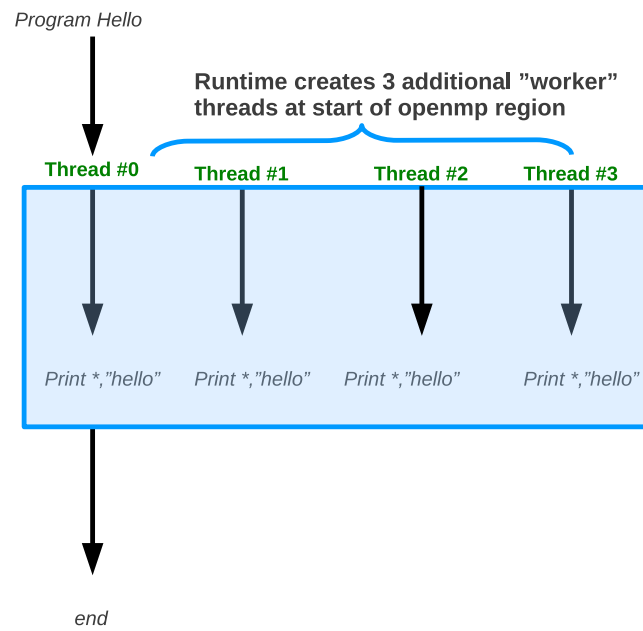 Program Hello
Runtime creates 3 additional ”worker”
threads at start of openmp region
Thread #0 Thread #1 Thread #2 Thread #3
Print *,”hello” Print *,”hello” Print *,”hello” Print *,”hello”
end